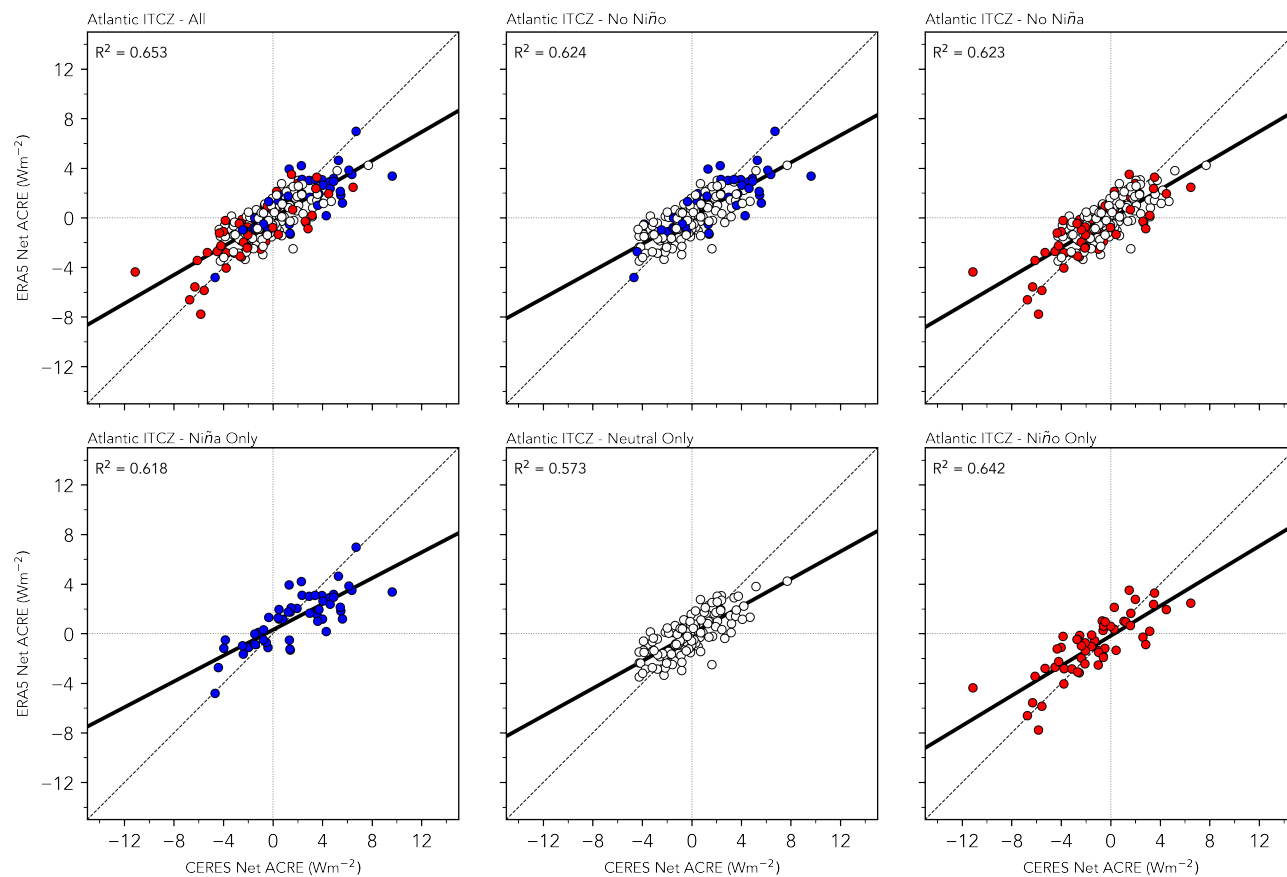 Atlantic ITCZ - All
Atlantic ITCZ - No Niño
Atlantic ITCZ - No Niña
R² = 0.653
R² = 0.624
R² = 0.623
ERA5 Net ACRE (Wm⁻²)
12
8
4
0
−4
−8
−12
Atlantic ITCZ - Niña Only
Atlantic ITCZ - Neutral Only
Atlantic ITCZ - Niño Only
R² = 0.618
R² = 0.573
R² = 0.642
ERA5 Net ACRE (Wm⁻²)
12
8
4
0
−4
−8
−12
−12 −8 −4 0 4 8 12
−12 −8 −4 0 4 8 12
−12 −8 −4 0 4 8 12
CERES Net ACRE (Wm⁻²)
CERES Net ACRE (Wm⁻²)
CERES Net ACRE (Wm⁻²)